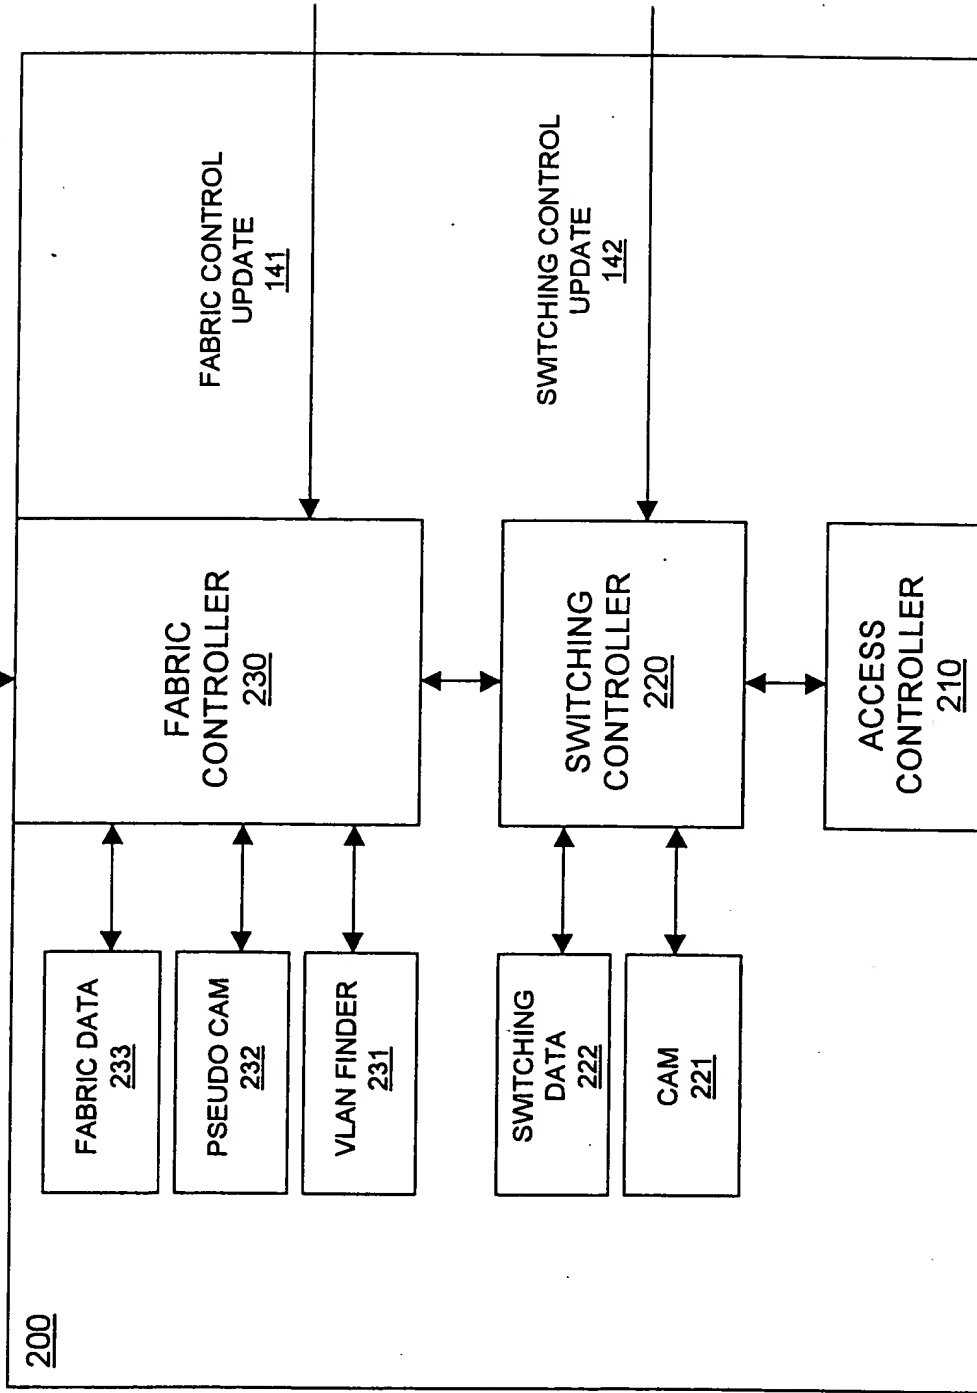 200
FABRIC DATA
233
PSEUDO CAM
232
VLAN FINDER
231
SWITCHING
DATA
222
CAM
221
FABRIC
CONTROLLER
230
SWITCHING
CONTROLLER
220
ACCESS
CONTROLLER
210
FABRIC CONTROL
UPDATE
141
SWITCHING CONTROL
UPDATE
142